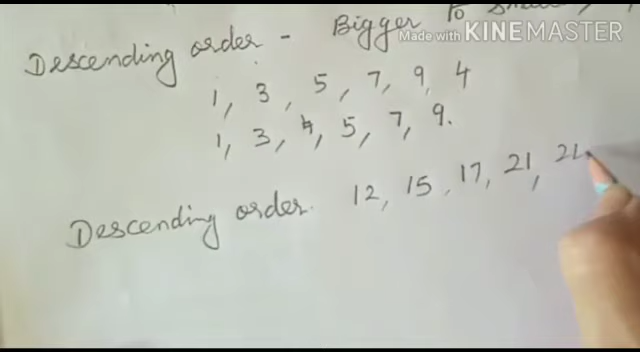 Descending order - Bigger to
Made with KINEMASTER
1, 3, 5, 7, 9, 4
1, 3, 4, 5, 7, 9.
Descending order. 12, 15, 17, 21,